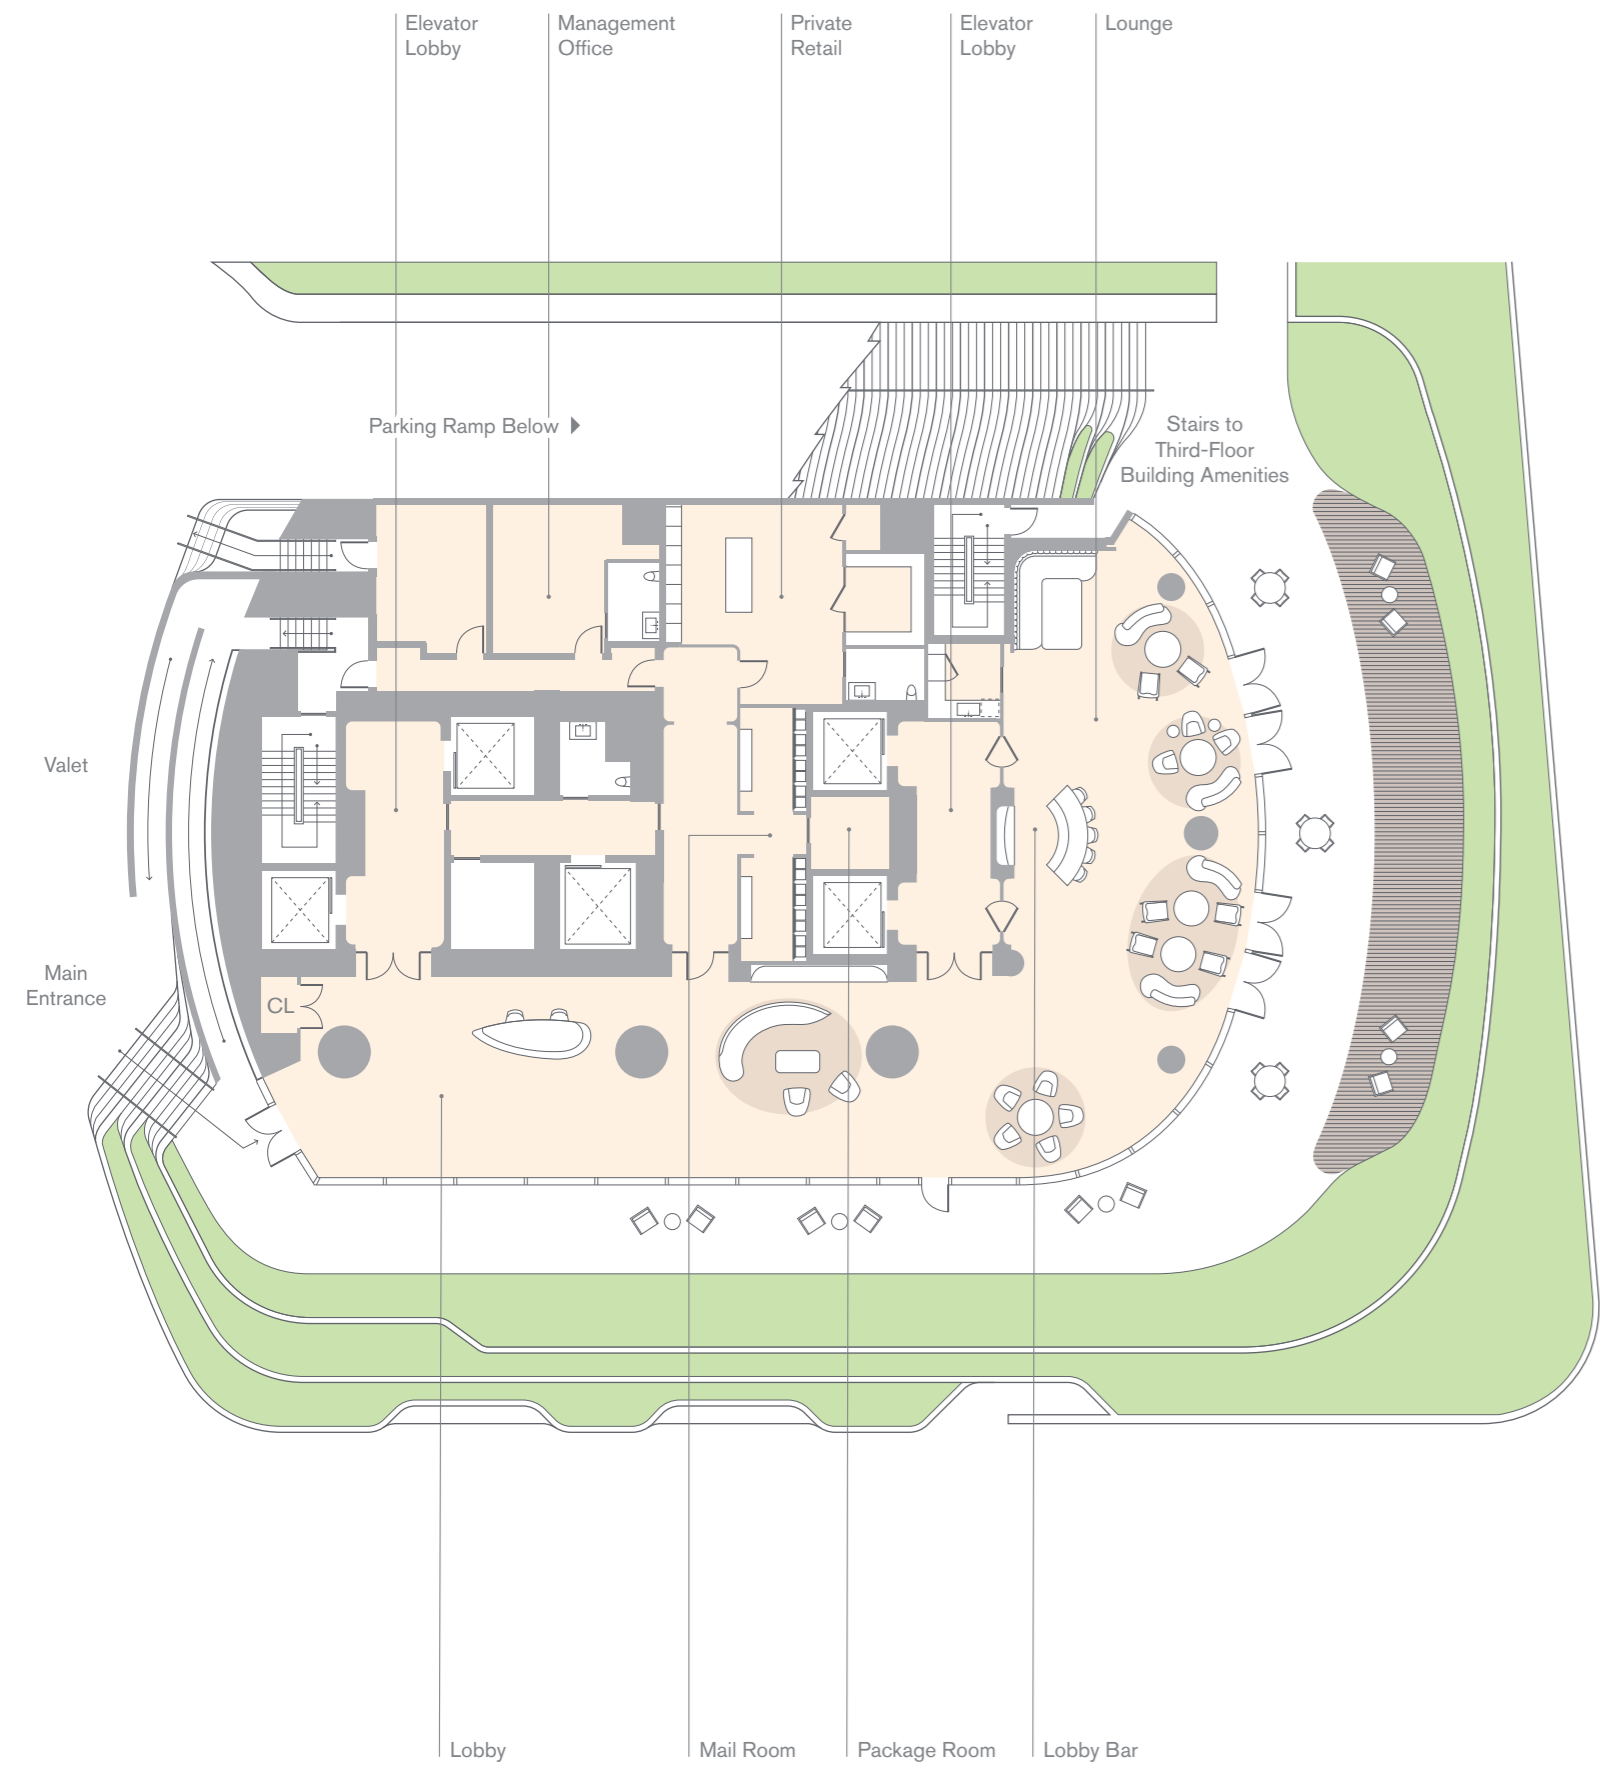 Elevator
Lobby
Management
Office
Private
Retail
Elevator
Lobby
Lounge
Parking Ramp Below
Stairs to
Third-Floor
Building Amenities
Valet
Main
Entrance
CL
Lobby
Mail Room
Package Room
Lobby Bar